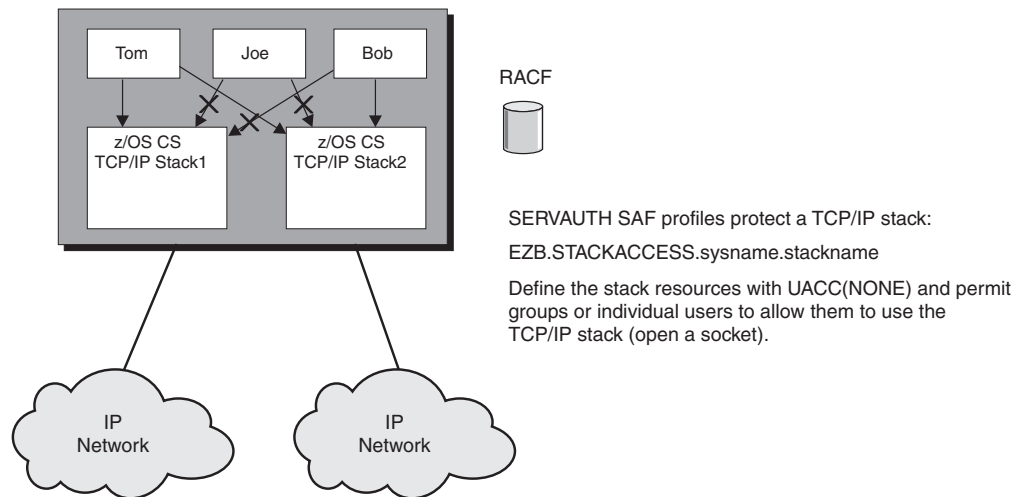 Tom
Joe
Bob
z/OS CS
TCP/IP Stack1
z/OS CS
TCP/IP Stack2
RACF
SERVAUTH SAF profiles protect a TCP/IP stack:
EZB.STACKACCESS.sysname.stackname
Define the stack resources with UACC(NONE) and permit
groups or individual users to allow them to use the
TCP/IP stack (open a socket).
IP
Network
IP
Network